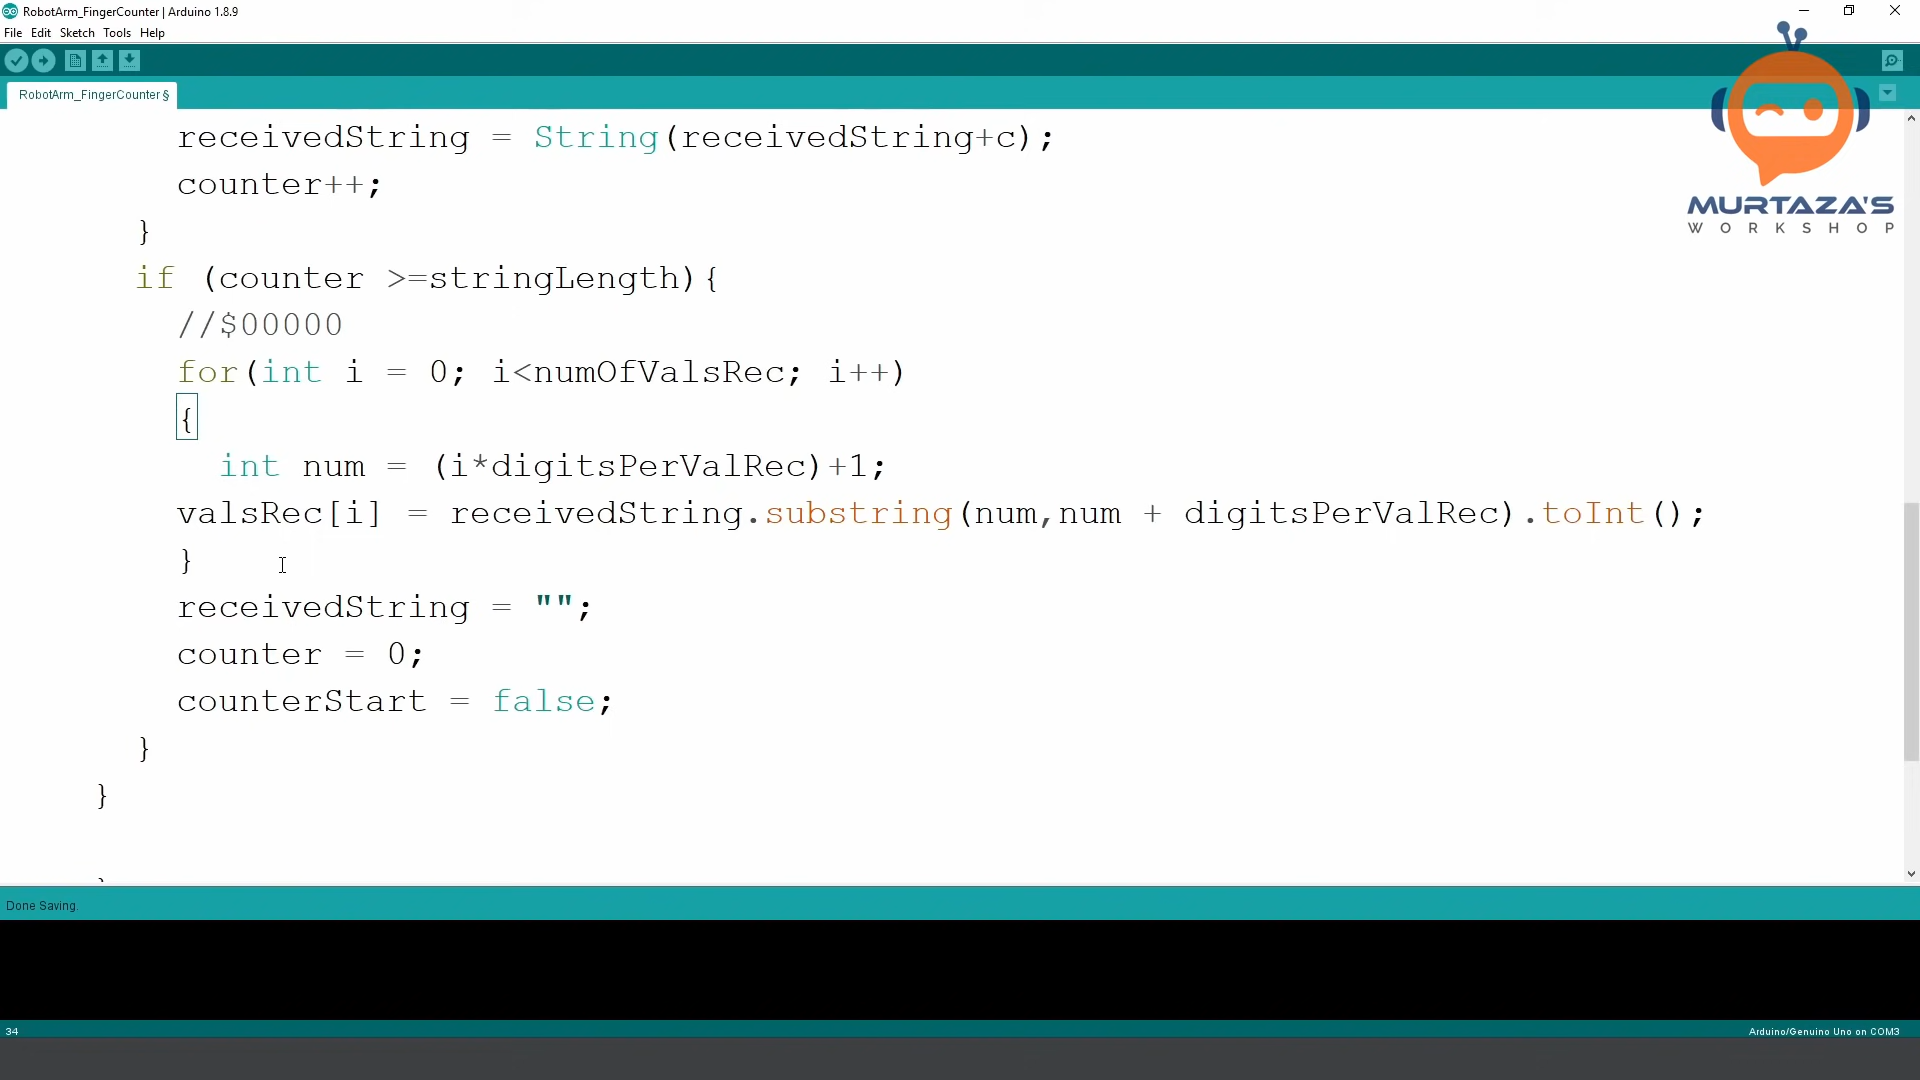 RobotArm_FingerCounter | Arduino 1.8.9
File Edit Sketch Tools Help
RobotArm_FingerCounter §
receivedString = String(receivedString+c);
counter++;
}
if (counter >=stringLength){
//$00000
for(int i = 0; i<numOfValsRec; i++)
{
int num = (i*digitsPerValRec)+1;
valsRec[i] = receivedString.substring(num,num + digitsPerValRec).toInt();
}
receivedString = "";
counter = 0;
counterStart = false;
}
}
MURTAZA'S
WORKSHOP
Done Saving.
34
Arduino/Genuino Uno on COM3